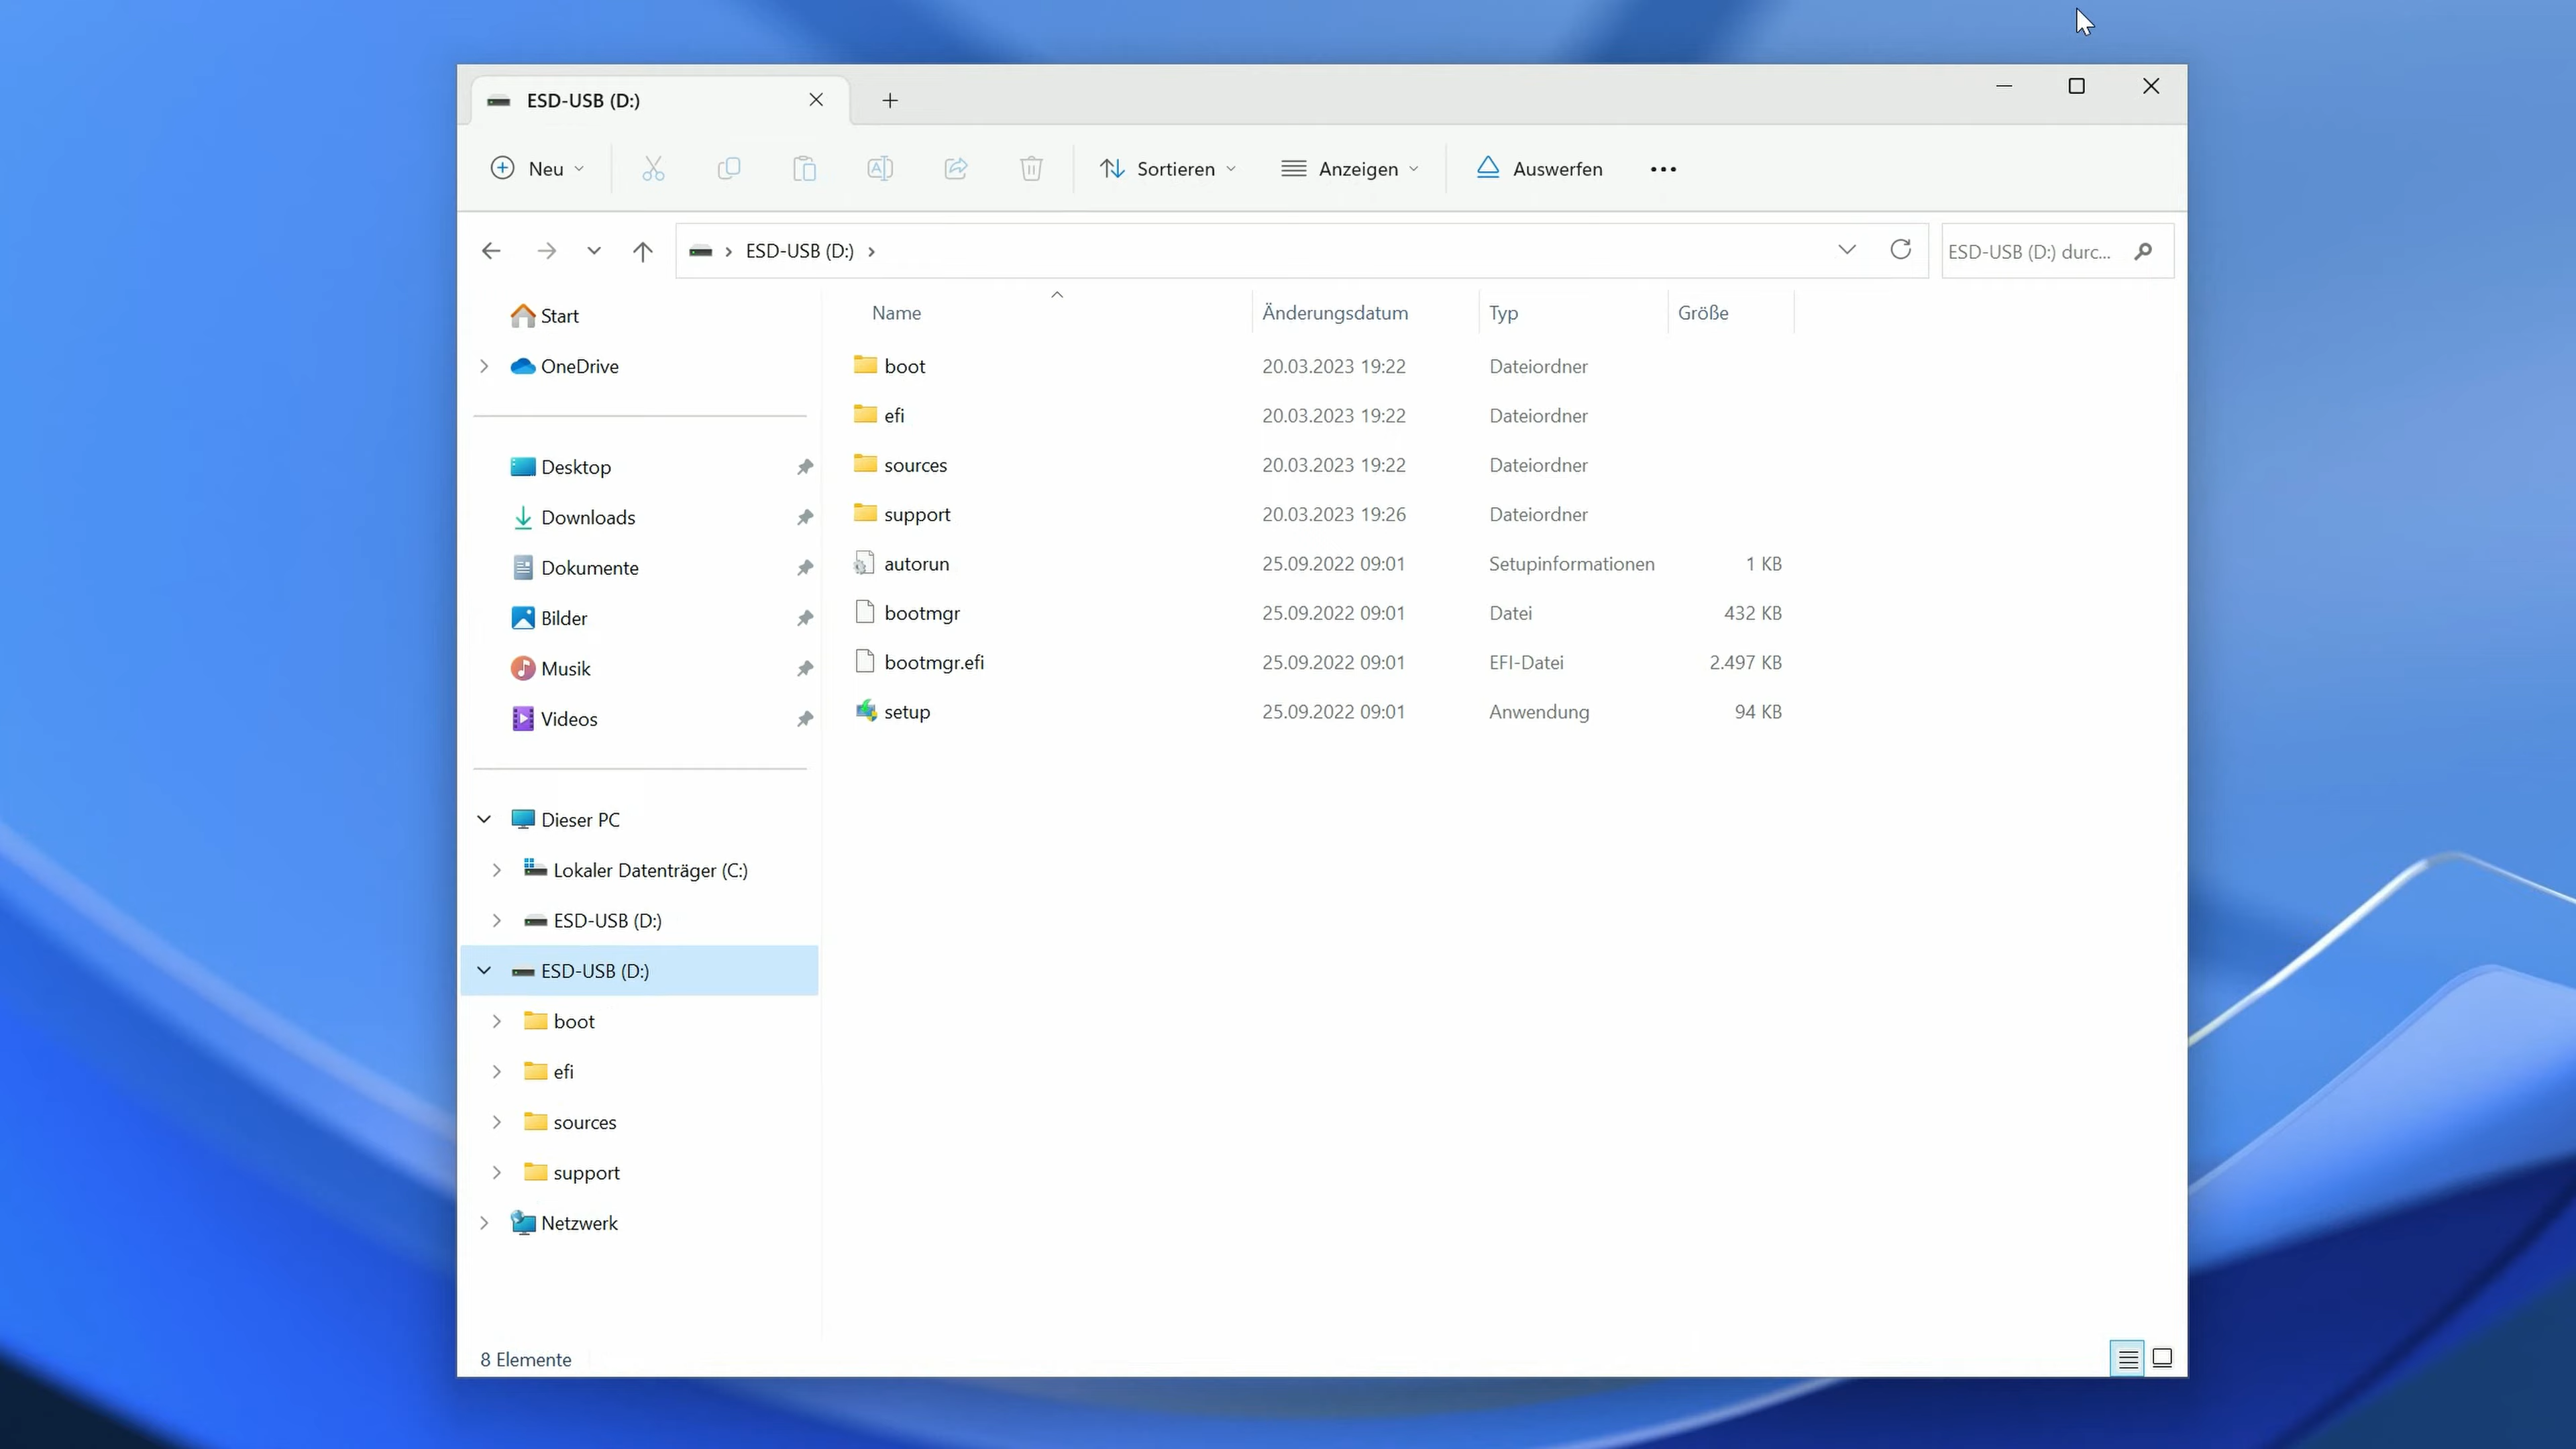 ESD-USB (D:)
Neu
Sortieren
Anzeigen
Auswerfen
ESD-USB (D:)
ESD-USB (D:) durc...
Start
OneDrive
Desktop
Downloads
Dokumente
Bilder
Musik
Videos
Dieser PC
Lokaler Datenträger (C:)
ESD-USB (D:)
ESD-USB (D:)
boot
efi
sources
support
Netzwerk
Name Änderungsdatum Typ Größe
boot 20.03.2023 19:22 Dateiordner
efi 20.03.2023 19:22 Dateiordner
sources 20.03.2023 19:22 Dateiordner
support 20.03.2023 19:26 Dateiordner
autorun 25.09.2022 09:01 Setupinformationen 1 KB
bootmgr 25.09.2022 09:01 Datei 432 KB
bootmgr.efi 25.09.2022 09:01 EFI-Datei 2.497 KB
setup 25.09.2022 09:01 Anwendung 94 KB
8 Elemente